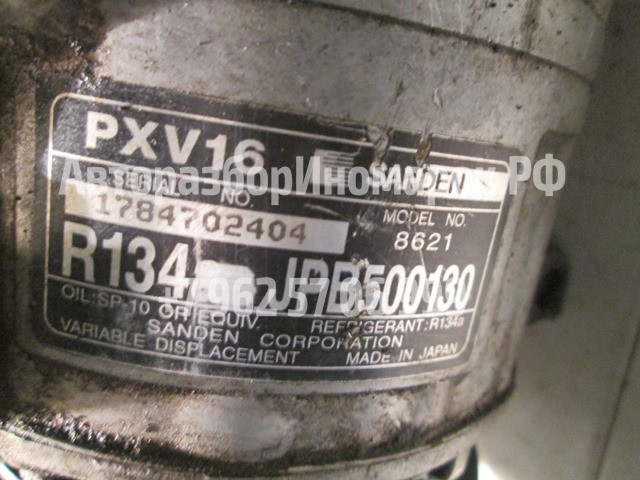 PXV16 SANDEN
АвторазборИномарок.РФ
SERIAL NO.
1784702404
MODEL NO.
8621
R134a JPB500130
OIL:SP-10 OR EQUIV. REFRIGERANT:R134a
SANDEN CORPORATION
VARIABLE DISPLACEMENT MADE IN JAPAN